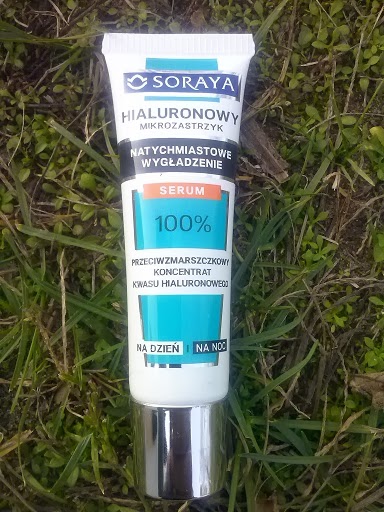 SORAYA
HIALURONOWY
MIKROZASTRZYK
NATYCHMIASTOWE
WYGŁADZENIE
SERUM
100%
PRZECIWZMARSZCZKOWY
KONCENTRAT
KWASU HIALURONOWEGO
NA DZIEŃ | NA NOC